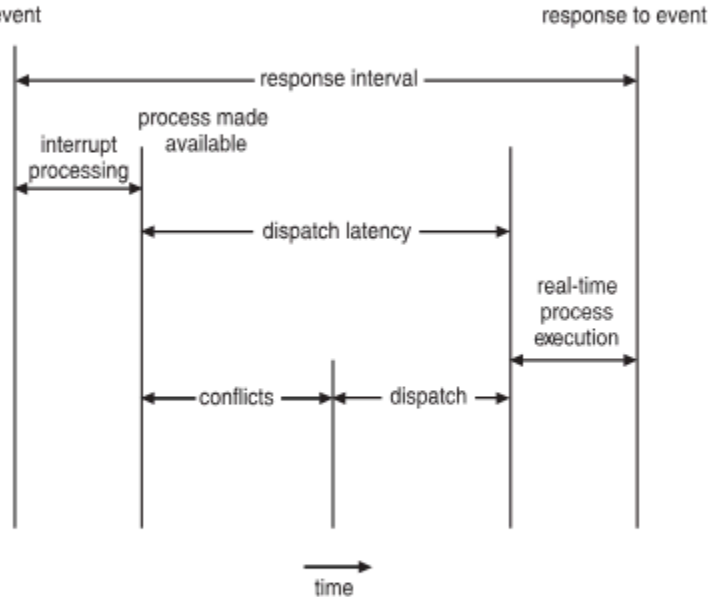 event
response to event
response interval
process made
available
interrupt
processing
dispatch latency
real-time
process
execution
conflicts
dispatch
time